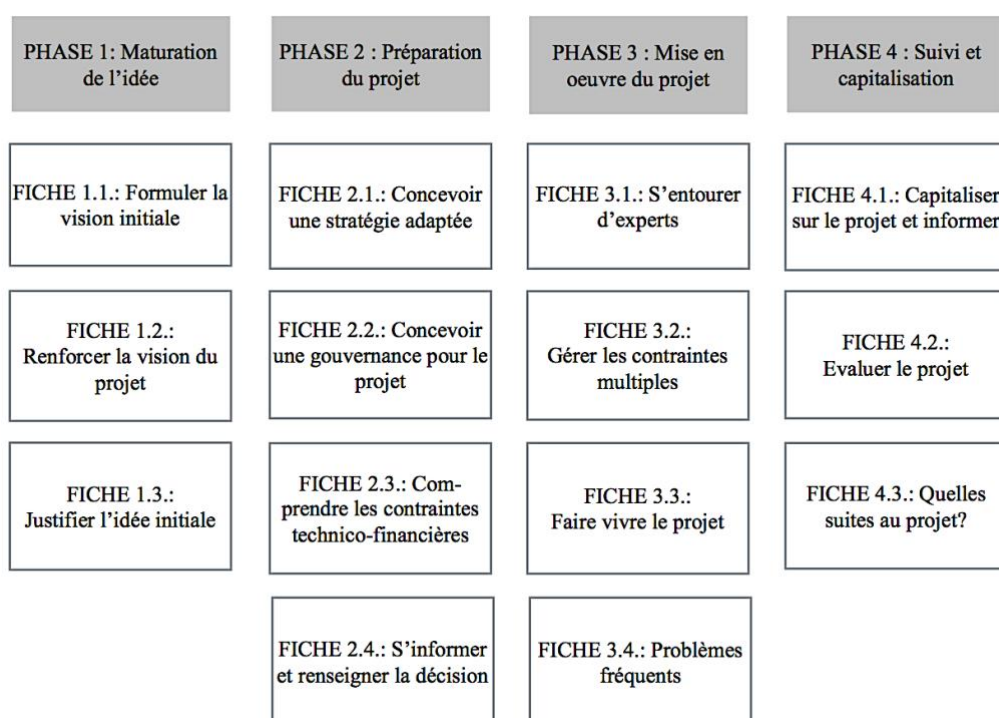 PHASE 1: Maturation
de l’idée
PHASE 2 : Préparation
du projet
PHASE 3 : Mise en
oeuvre du projet
PHASE 4 : Suivi et
capitalisation
FICHE 1.1.: Formuler la
vision initiale
FICHE 2.1.: Concevoir
une stratégie adaptée
FICHE 3.1.: S’entourer
d’experts
FICHE 4.1.: Capitaliser
sur le projet et informer
FICHE 1.2.:
Renforcer la vision du
projet
FICHE 2.2.: Concevoir
une gouvernance pour le
projet
FICHE 3.2.:
Gérer les contraintes
multiples
FICHE 4.2.:
Evaluer le projet
FICHE 1.3.:
Justifier l’idée initiale
FICHE 2.3.: Com-
prendre les contraintes
technico-financières
FICHE 3.3.:
Faire vivre le projet
FICHE 4.3.: Quelles
suites au projet?
FICHE 2.4.: S’informer
et renseigner la décision
FICHE 3.4.: Problèmes
fréquents